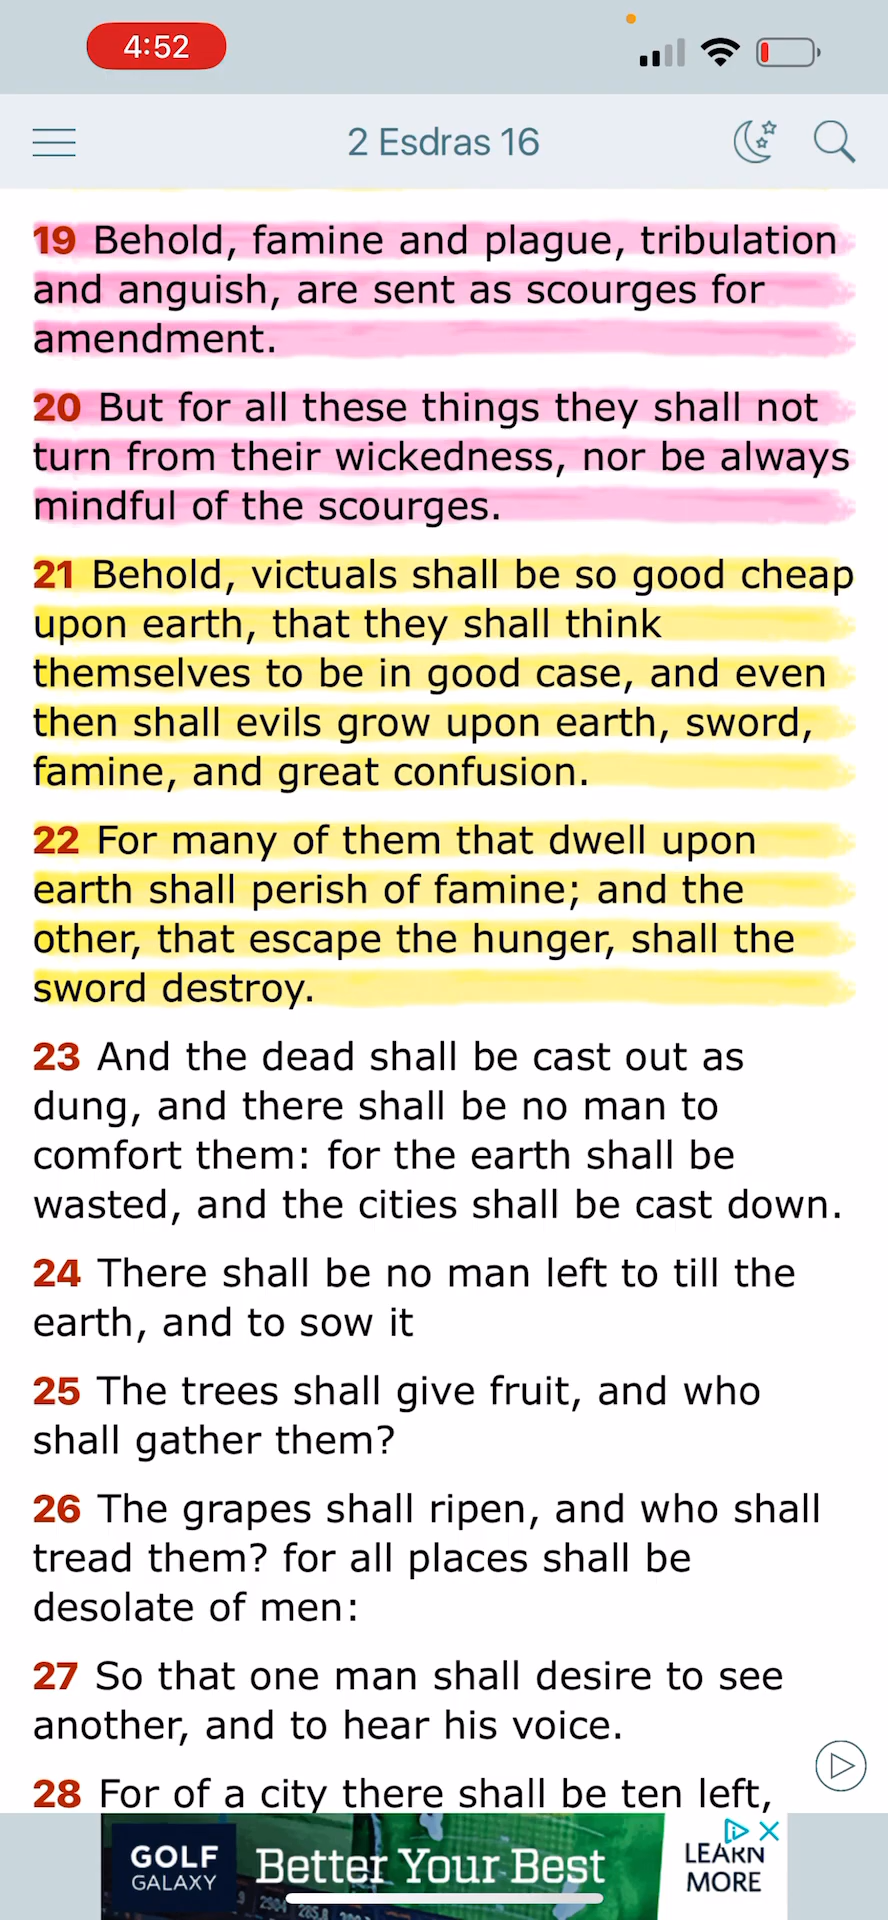 4:52
2 Esdras 16
19 Behold, famine and plague, tribulation
and anguish, are sent as scourges for
amendment.
20 But for all these things they shall not
turn from their wickedness, nor be always
mindful of the scourges.
21 Behold, victuals shall be so good cheap
upon earth, that they shall think
themselves to be in good case, and even
then shall evils grow upon earth, sword,
famine, and great confusion.
22 For many of them that dwell upon
earth shall perish of famine; and the
other, that escape the hunger, shall the
sword destroy.
23 And the dead shall be cast out as
dung, and there shall be no man to
comfort them: for the earth shall be
wasted, and the cities shall be cast down.
24 There shall be no man left to till the
earth, and to sow it
25 The trees shall give fruit, and who
shall gather them?
26 The grapes shall ripen, and who shall
tread them? for all places shall be
desolate of men:
27 So that one man shall desire to see
another, and to hear his voice.
28 For of a city there shall be ten left,
GOLF
GALAXY
Better Your Best
LEARN
MORE